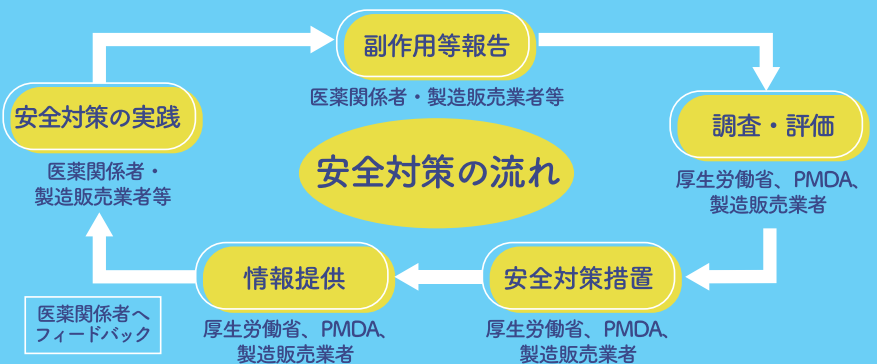 副作用等報告
医薬関係者・製造販売業者等
安全対策の実践
医薬関係者・
製造販売業者等
調査・評価
厚生労働省、PMDA、
製造販売業者
安全対策の流れ
情報提供
厚生労働省、PMDA、
製造販売業者
安全対策措置
厚生労働省、PMDA、
製造販売業者
医薬関係者へ
フィードバック